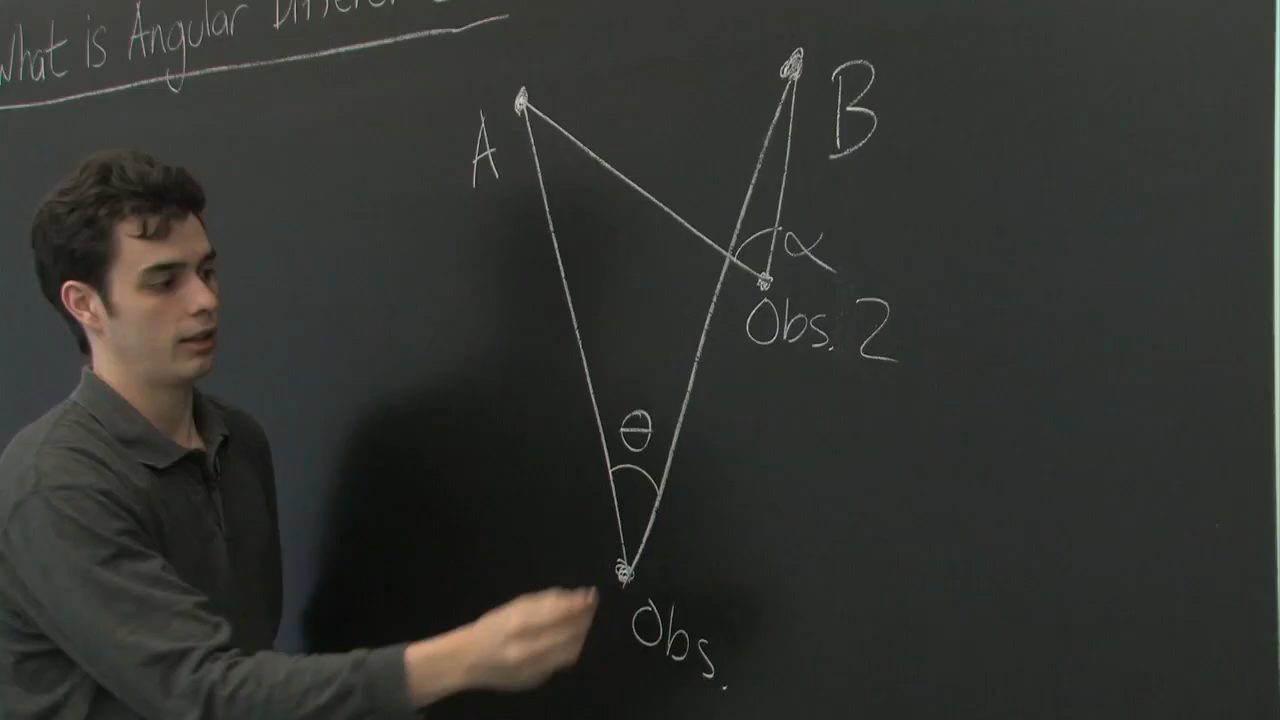 What is Angular
A
B
α
Obs. 2
θ
Obs.